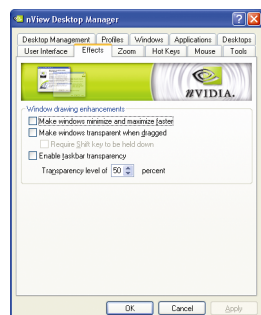 nView Desktop Manager
Desktop Management Profiles Windows Applications Desktops
User Interface Effects Zoom Hot Keys Mouse Tools
nVIDIA.
Window drawing enhancements
Make windows minimize and maximize faster
Make windows transparent when dragged
Require Shift key to be held down
Enable taskbar transparency
Transparency level of 50 percent
OK Cancel Apply